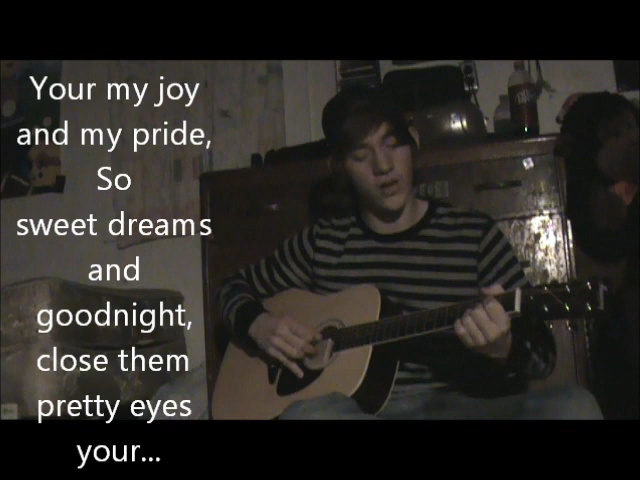 Your my joy
and my pride,
So
sweet dreams
and
goodnight,
close them
pretty eyes
your...